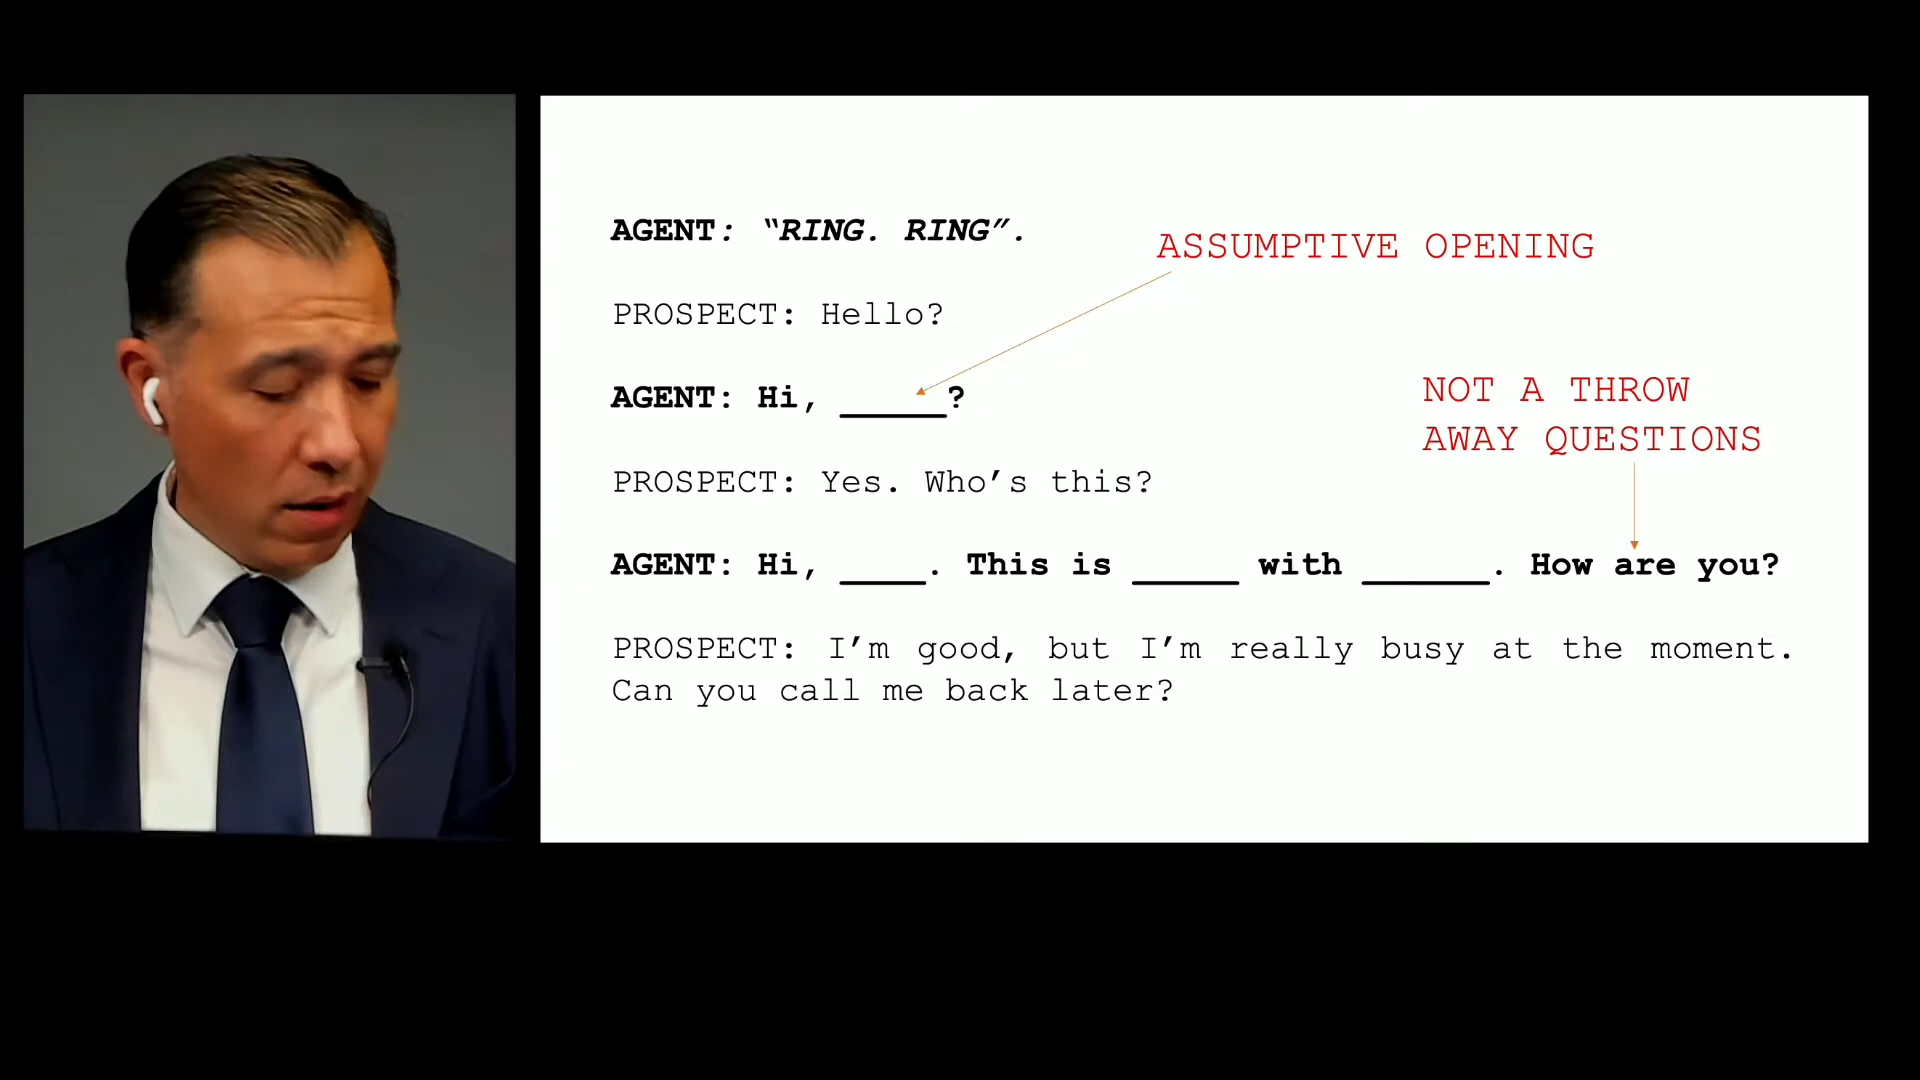 AGENT: “RING. RING”.
ASSUMPTIVE OPENING
PROSPECT: Hello?
AGENT: Hi, _____?
NOT A THROW
AWAY QUESTIONS
PROSPECT: Yes. Who’s this?
AGENT: Hi, ____. This is _____ with ______. How are you?
PROSPECT: I’m good, but I’m really busy at the moment.
Can you call me back later?